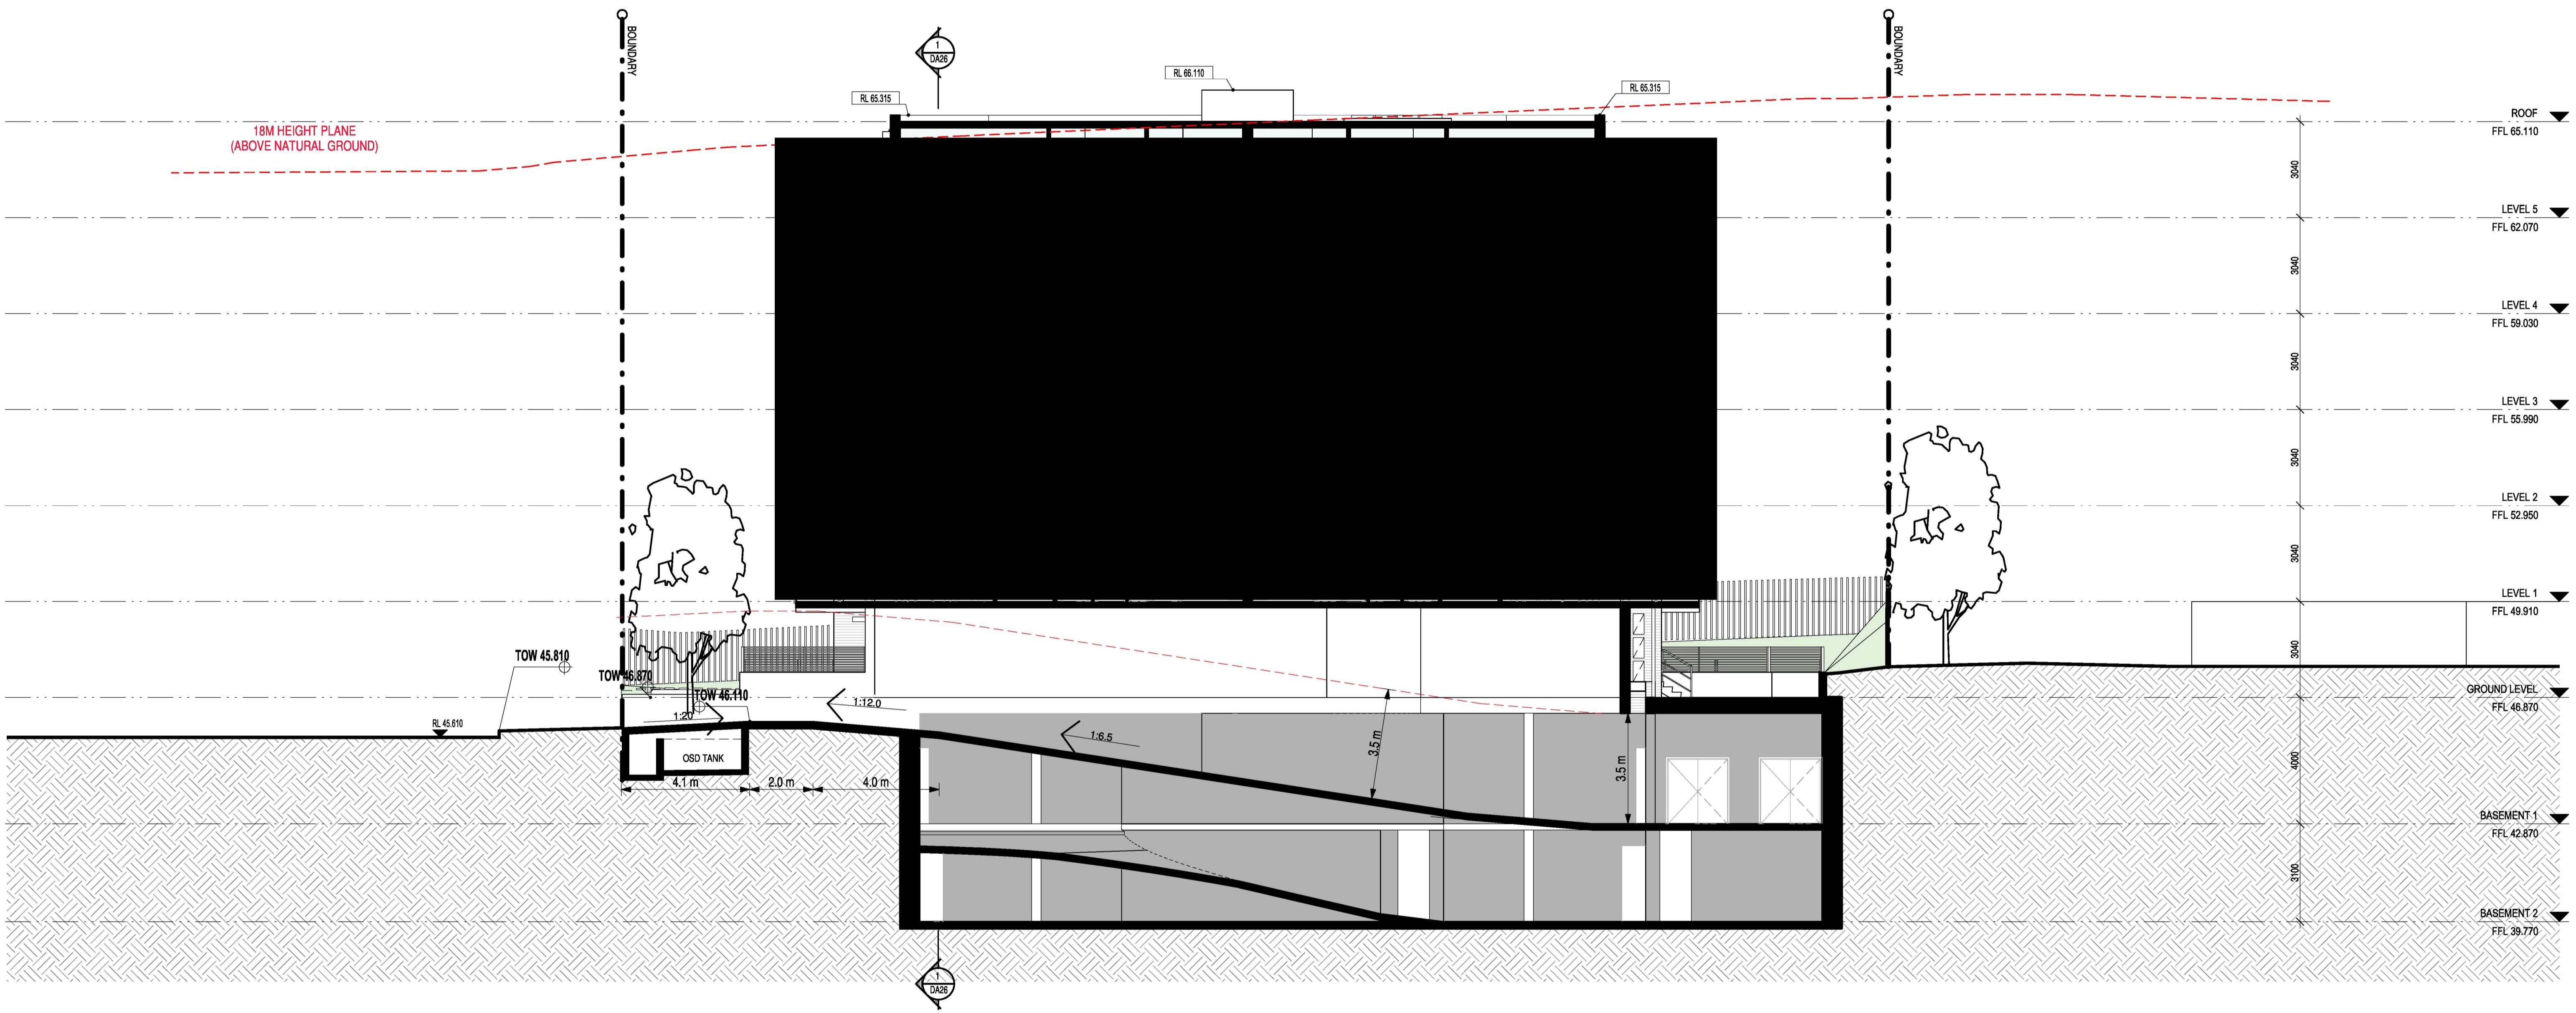 BOUNDARY
BOUNDARY
1
DA26
RL 66.110
RL 65.315
RL 65.315
18M HEIGHT PLANE
(ABOVE NATURAL GROUND)
ROOF
FFL 65.110
3040
LEVEL 5
FFL 62.070
3040
LEVEL 4
FFL 59.030
3040
LEVEL 3
FFL 55.990
3040
LEVEL 2
FFL 52.950
3040
LEVEL 1
FFL 49.910
3040
TOW 45.810
TOW 46.870
TOW 46.110
GROUND LEVEL
FFL 46.870
1:12.0
1:20
RL 45.610
1:6.5
3.5 m
3.5 m
OSD TANK
4000
4.1 m
2.0 m
4.0 m
BASEMENT 1
FFL 42.870
3100
BASEMENT 2
FFL 39.770
1
DA26